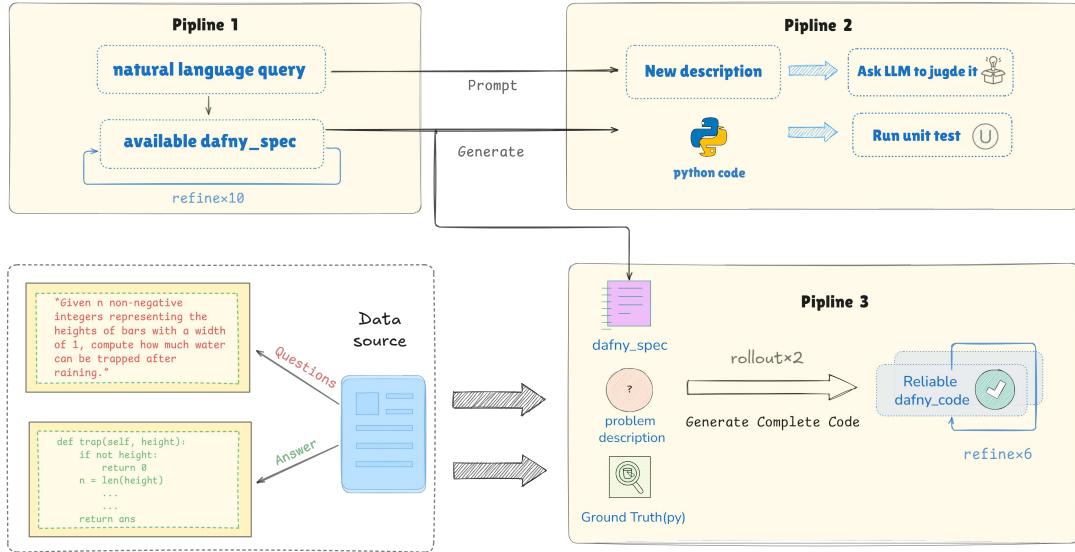 Pipline 1
natural language query
available dafny_spec
refine×10
Prompt
Generate
Pipline 2
New description
Ask LLM to jugde it
python code
Run unit test
U
"Given n non-negative
integers representing the
heights of bars with a width
of 1, compute how much water
can be trapped after
raining."
Questions
Data
source
def trap(self, height):
if not height:
return 0
n = len(height)
...
...
return ans
Answer
Pipline 3
dafny_spec
?
problem
description
Ground Truth(py)
rollout×2
Generate Complete Code
Reliable
dafny_code
refine×6